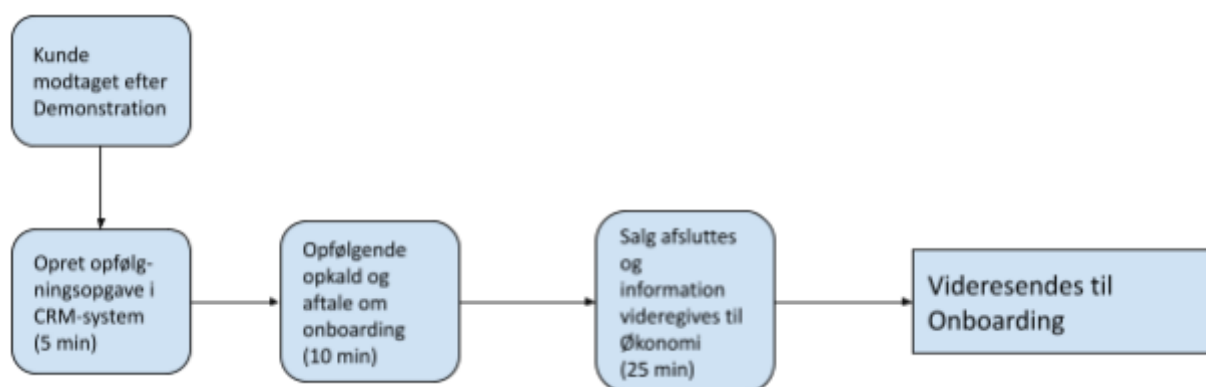 Kunde
modtaget efter
Demonstration
Opret opfølg-
ningsopgave i
CRM-system
(5 min)
Opfølgende
opkald og
aftale om
onboarding
(10 min)
Salg afsluttes
og
information
videregives til
Økonomi
(25 min)
Videresendes til
Onboarding